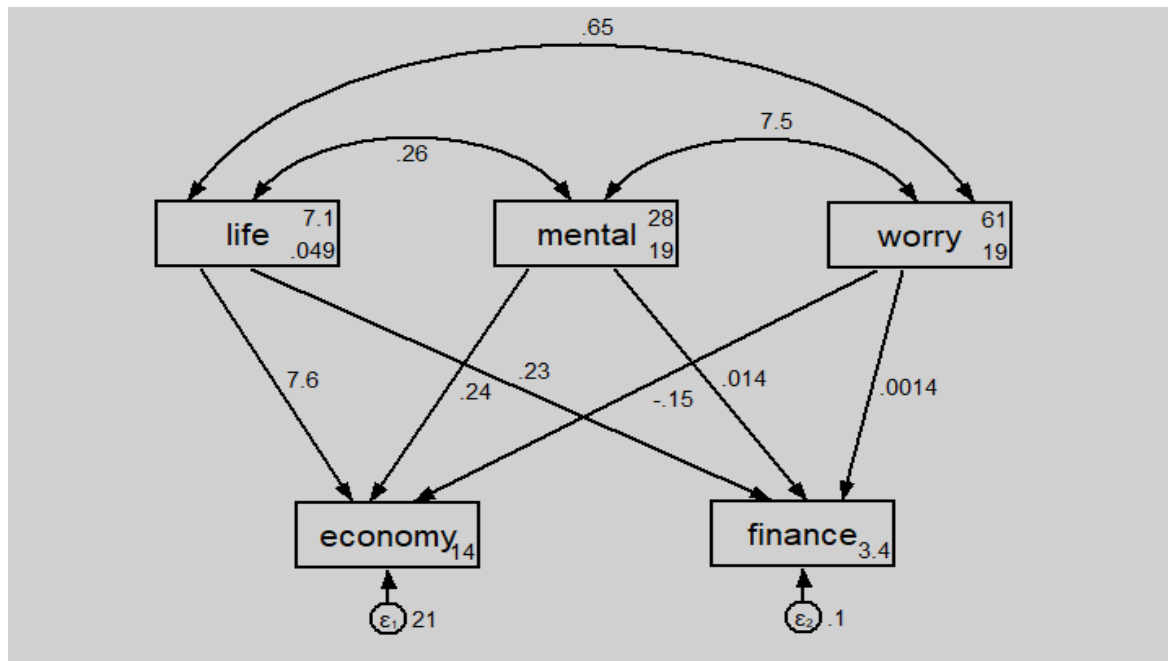 .65
.26
7.5
life 7.1
.049
mental 28
19
worry 61
19
7.6
.24
.23
-.15
.014
.0014
economy 14
finance 3.4
ε₁ 21
ε₂ .1